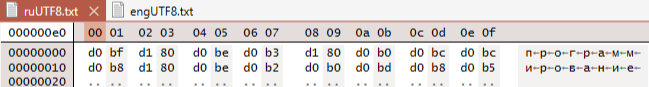 ruUTF8.txt engUTF8.txt
000000e0 00 01 02 03 04 05 06 07 08 09 0a 0b 0c 0d 0e 0f
00000000 d0 bf d1 80 d0 be d0 b3 d1 80 d0 b0 d0 bc d0 bc п←р←о←г←р←а←м←м←
00000010 d0 b8 d1 80 d0 be d0 b2 d0 b0 d0 bd d0 b8 d0 b5 и←р←о←в←а←н←и←е←
00000020 .. .. .. .. .. .. .. .. .. .. .. .. .. .. .. ..